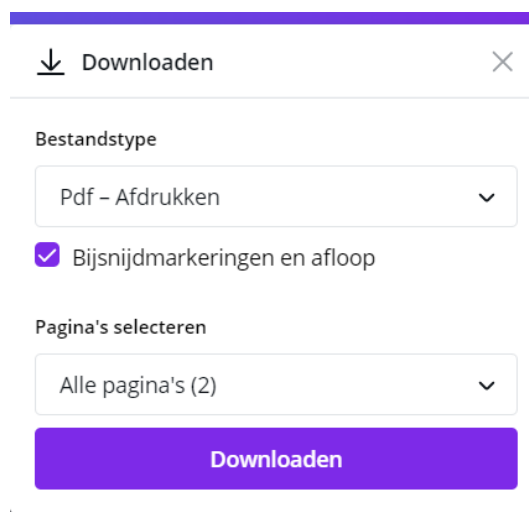 Downloaden
Bestandstype
Pdf – Afdrukken
Bijsnijdmarkeringen en afloop
Pagina's selecteren
Alle pagina's (2)
Downloaden